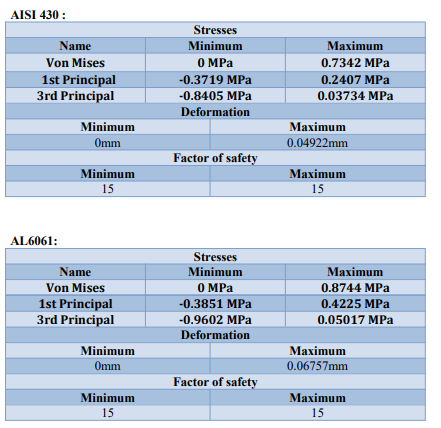 AISI 430 :
Stresses
Name Minimum Maximum
Von Mises 0 MPa 0.7342 MPa
1st Principal -0.3719 MPa 0.2407 MPa
3rd Principal -0.8405 MPa 0.03734 MPa
Deformation
Minimum Maximum
0mm 0.04922mm
Factor of safety
Minimum Maximum
15 15
AL6061:
Stresses
Name Minimum Maximum
Von Mises 0 MPa 0.8744 MPa
1st Principal -0.3851 MPa 0.4225 MPa
3rd Principal -0.9602 MPa 0.05017 MPa
Deformation
Minimum Maximum
0mm 0.06757mm
Factor of safety
Minimum Maximum
15 15